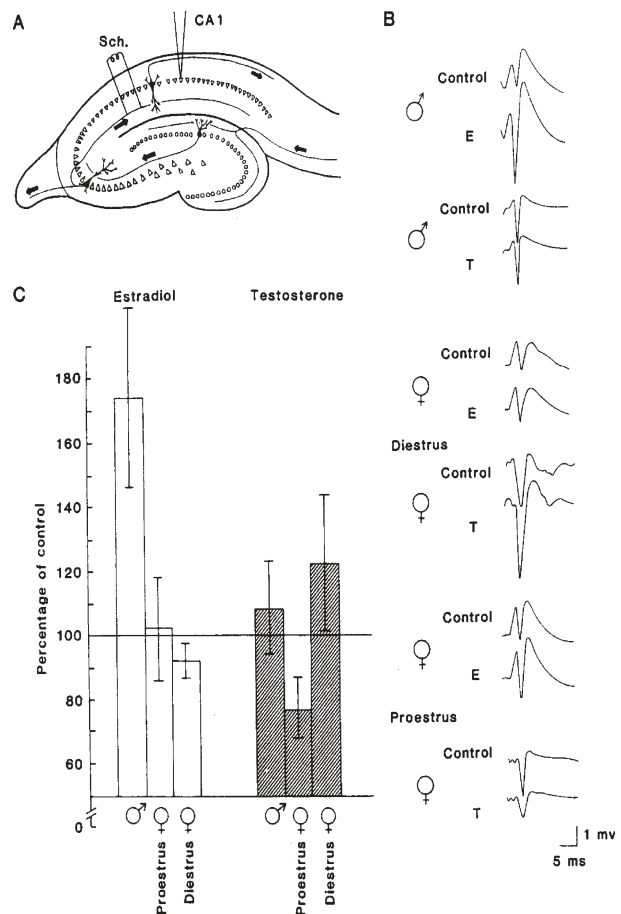 A
Sch.
CA1
B
Control
E
Control
T
Control
E
Diestrus
Control
T
Control
E
Proestrus
Control
T
1 mv
5 ms
C
Estradiol
Testosterone
Percentage of control
180
160
140
120
100
80
60
0
♂
♀
♀
♂
♀
♀
Proestrus
Diestrus
Proestrus
Diestrus